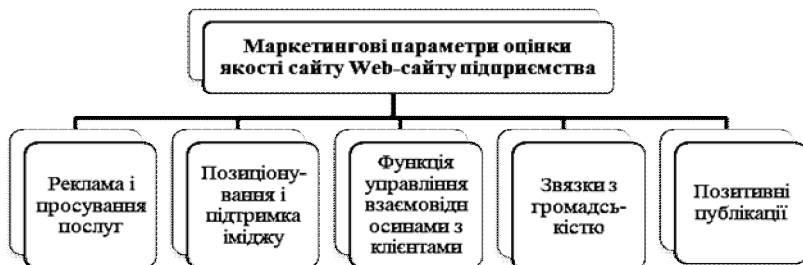 Маркетингові параметри оцінки
якості сайту Web-сайту підприємства
Реклама і
просування
послуг
Позиціону-
вання і
підтримка
іміджу
Функція
управління
взаємовідн
осинами з
клієнтами
Звязки з
громадсь-
кістю
Позитивні
публікації